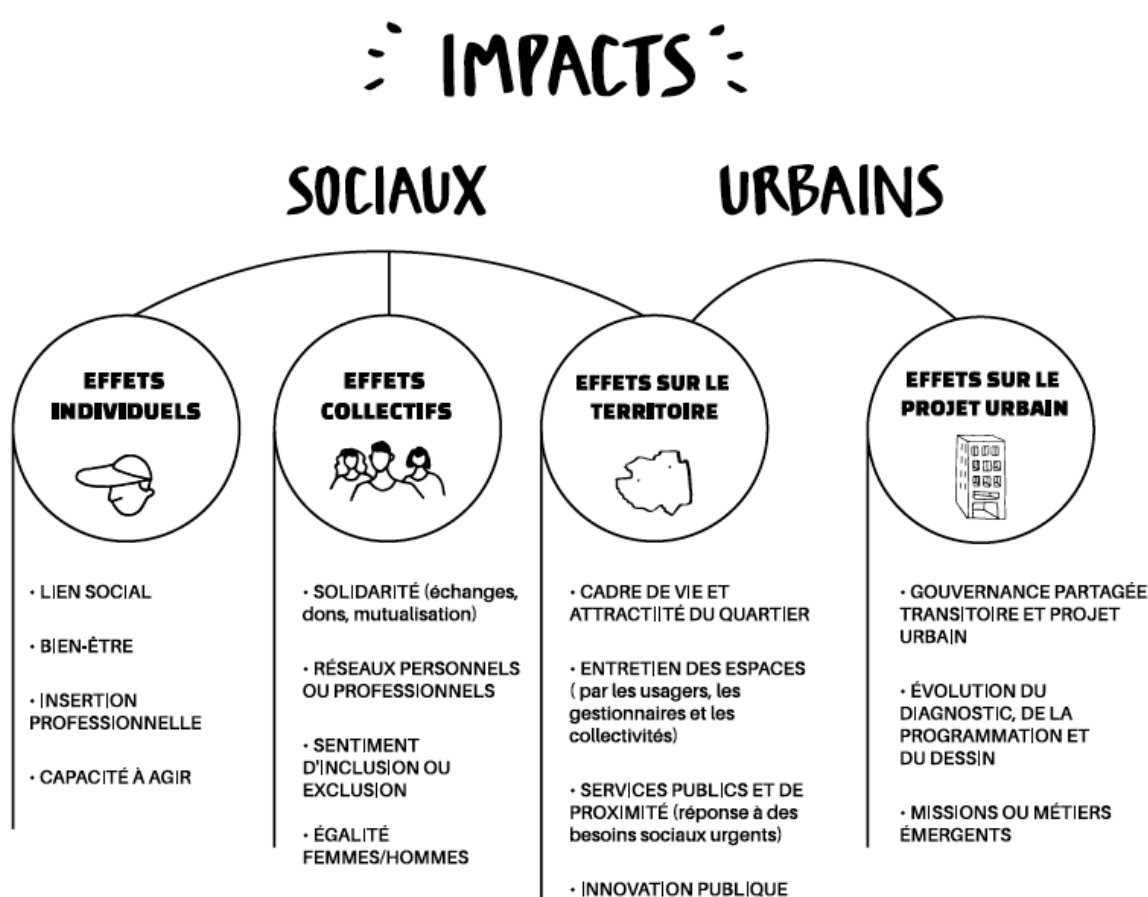 IMPACTS
SOCIAUX
URBAINS
EFFETS
INDIVIDUELS
• LIEN SOCIAL
• BIEN-ÊTRE
• INSERTION
PROFESSIONNELLE
• CAPACITÉ À AGIR
EFFETS
COLLECTIFS
• SOLIDARITÉ (échanges,
dons, mutualisation)
• RÉSEAUX PERSONNELS
OU PROFESSIONNELS
• SENTIMENT
D'INCLUSION OU
EXCLUSION
• ÉGALITÉ
FEMMES/HOMMES
EFFETS SUR LE
TERRITOIRE
• CADRE DE VIE ET
ATTRACTIITÉ DU QUARTIER
• ENTRETIEN DES ESPACES
( par les usagers, les
gestionnaires et les
collectivités)
• SERVICES PUBLICS ET DE
PROXIMITÉ (réponse à des
besoins sociaux urgents)
• INNOVATION PUBLIQUE
EFFETS SUR LE
PROJET URBAIN
• GOUVERNANCE PARTAGÉE
TRANSITOIRE ET PROJET
URBAIN
• ÉVOLUTION DU
DIAGNOSTIC, DE LA
PROGRAMMATION ET
DU DESSIN
• MISSIONS OU MÉTIERS
ÉMERGENTS